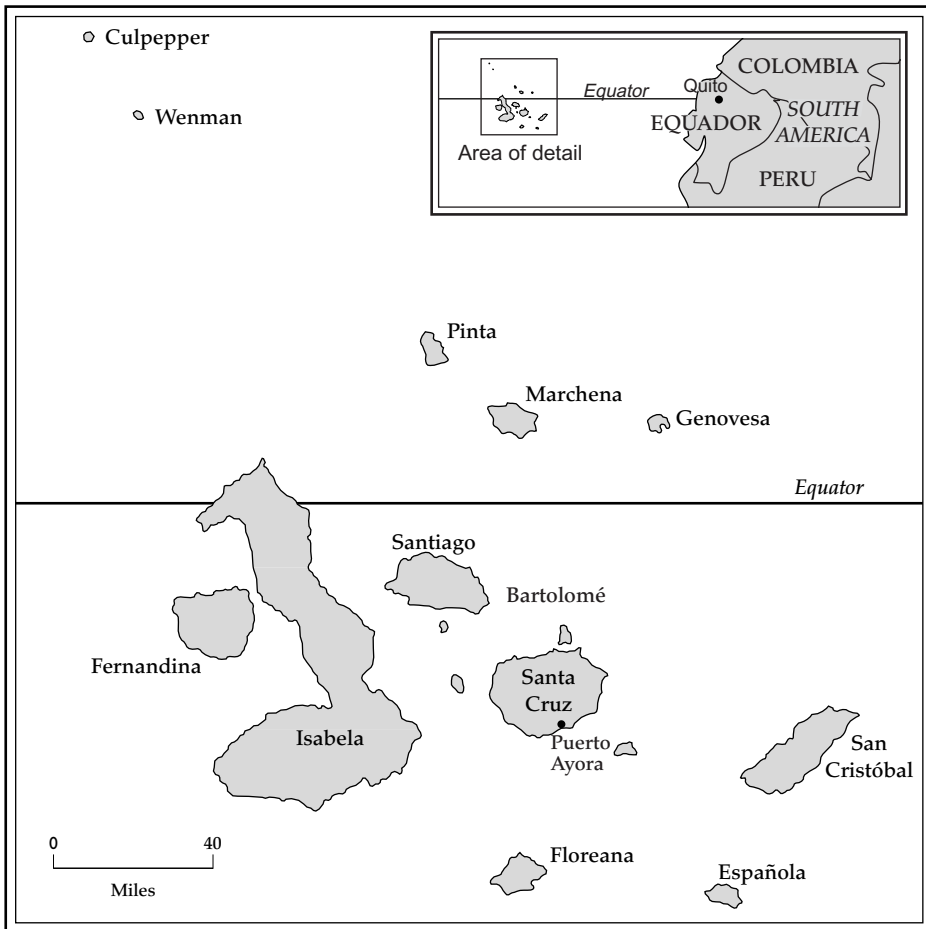 Culpepper
Wenman
COLOMBIA
Quito
Equator
SOUTH
EQUADOR
AMERICA
Area of detail
PERU
Pinta
Marchena
Genovesa
Equator
Santiago
Bartolomé
Fernandina
Santa
Cruz
Isabela
Puerto
Ayora
San
Cristóbal
0 40
Miles
Floreana
Española